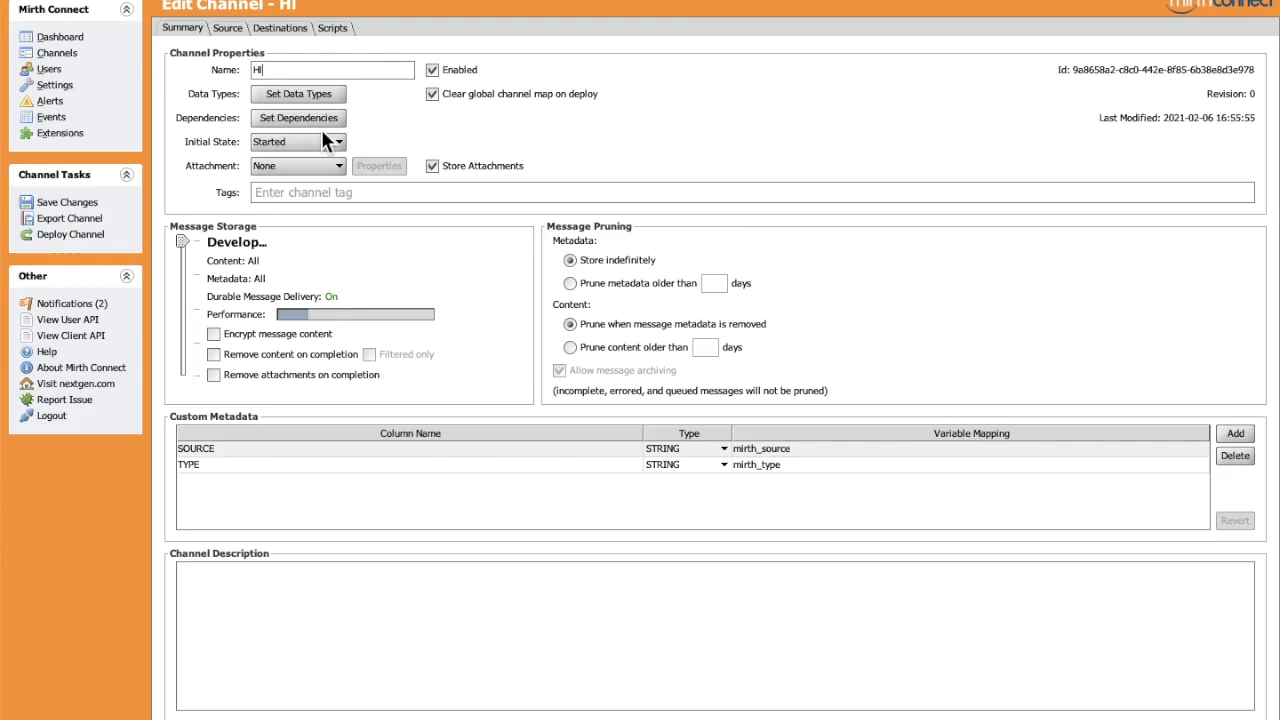 Mirth Connect
Dashboard
Channels
Users
Settings
Alerts
Events
Extensions
Channel Tasks
Save Changes
Export Channel
Deploy Channel
Other
Notifications (2)
View User API
View Client API
Help
About Mirth Connect
Visit nextgen.com
Report Issue
Logout
Edit Channel - HI
mirth connect
Summary Source Destinations Scripts
Channel Properties
Name: HI Enabled Id: 9a8658a2-c8c0-442e-8f85-6b38e8d3e978
Data Types: Set Data Types Clear global channel map on deploy Revision: 0
Dependencies: Set Dependencies Last Modified: 2021-02-06 16:55:55
Initial State: Started
Attachment: None Properties Store Attachments
Tags: Enter channel tag
Message Storage
Develop...
Content: All
Metadata: All
Durable Message Delivery: On
Performance:
Encrypt message content
Remove content on completion Filtered only
Remove attachments on completion
Message Pruning
Metadata:
Store indefinitely
Prune metadata older than days
Content:
Prune when message metadata is removed
Prune content older than days
Allow message archiving
(incomplete, errored, and queued messages will not be pruned)
Custom Metadata
Column Name Type Variable Mapping Add
SOURCE STRING mirth_source
Delete
TYPE STRING mirth_type
Revert
Channel Description